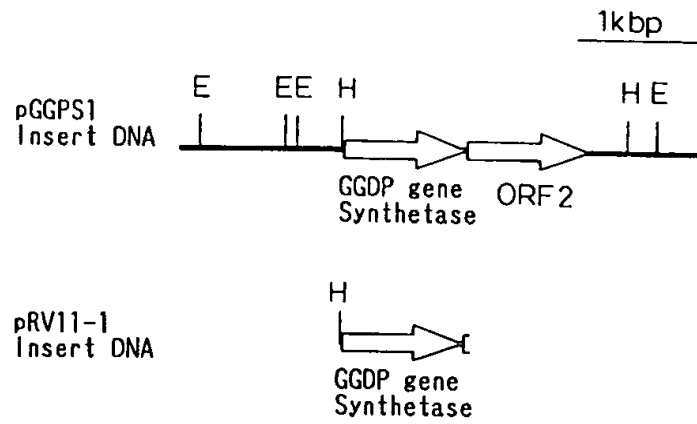 1kbp
E EE H H E
pGGPS1
Insert DNA
GGDP gene
Synthetase
ORF2
H
pRV11-1
Insert DNA
GGDP gene
Synthetase